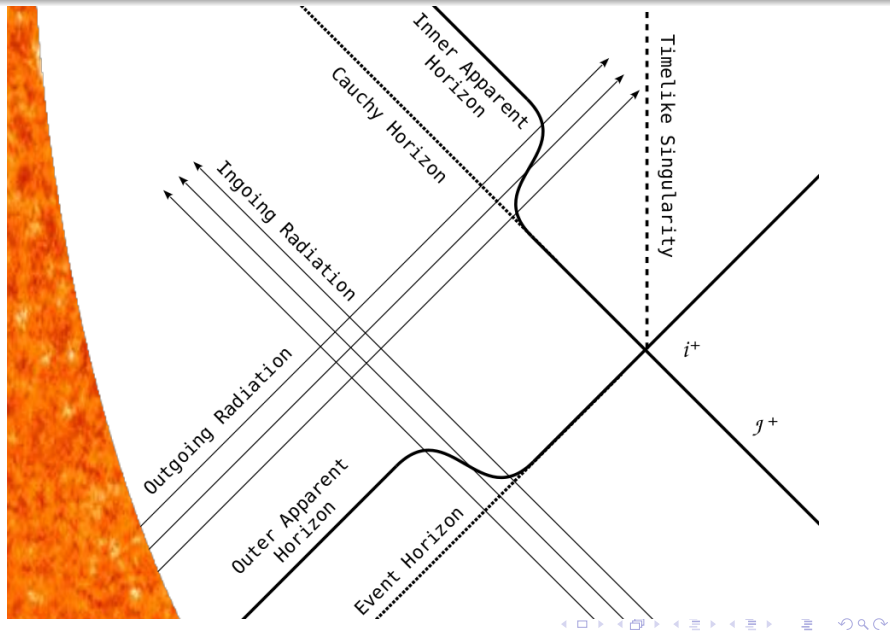 Inner Apparent
Horizon
Cauchy Horizon
Timelike Singularity
Ingoing Radiation
Outgoing Radiation
i⁺
𝓘⁺
Outer Apparent
Horizon
Event Horizon